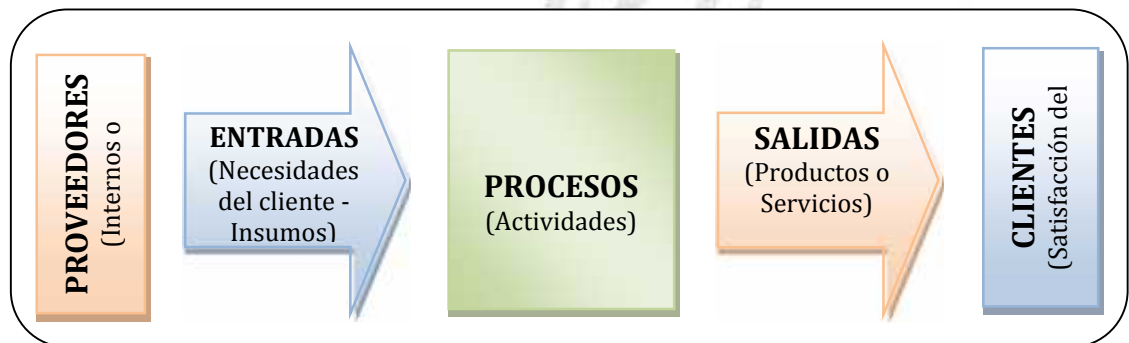 PROVEEDORES
(Internos o
ENTRADAS
(Necesidades
del cliente -
Insumos)
PROCESOS
(Actividades)
SALIDAS
(Productos o
Servicios)
CLIENTES
(Satisfacción del